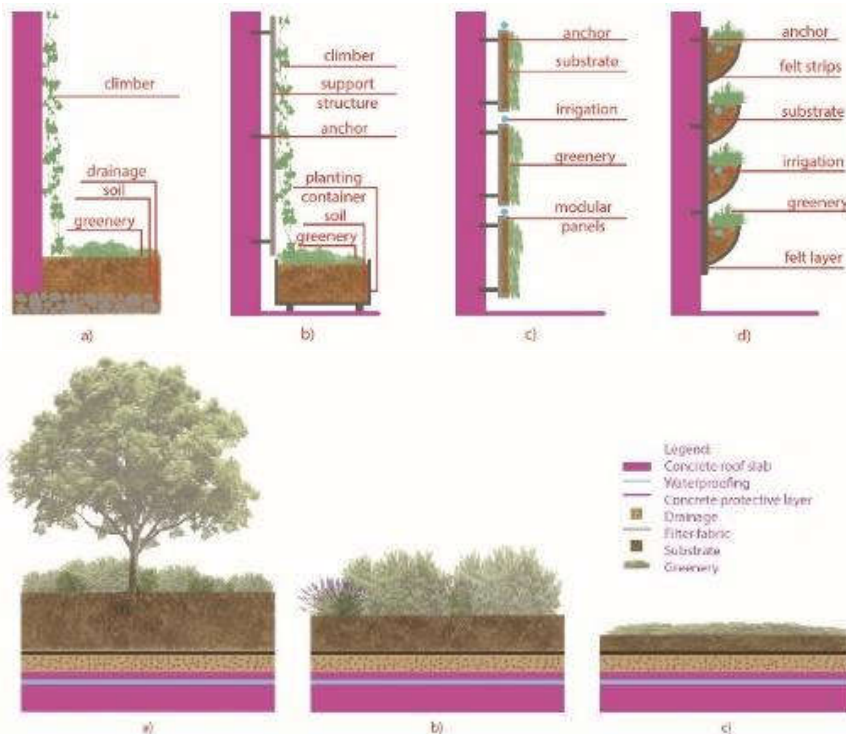 climber
drainage
soil
greenery
a)
climber
support
structure
anchor
planting
container
soil
greenery
b)
anchor
substrate
irrigation
greenery
modular
panels
c)
anchor
felt strips
substrate
irrigation
greenery
felt layer
d)
Legend:
Concrete roof slab
Waterproofing
Concrete protective layer
Drainage
Filter fabric
Substrate
Greenery
a)
b)
c)